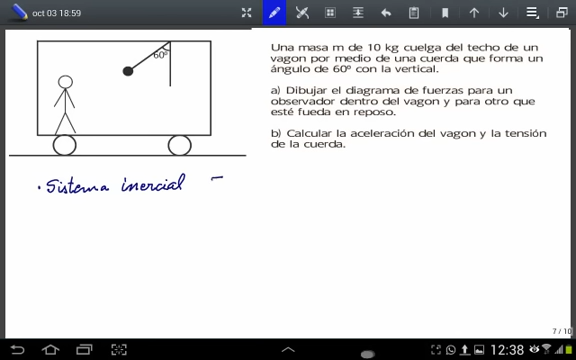 oct 03 18:59
60º
Una masa m de 10 kg cuelga del techo de un
vagon por medio de una cuerda que forma un
ángulo de 60º con la vertical.
a) Dibujar el diagrama de fuerzas para un
observador dentro del vagon y para otro que
esté fueda en reposo.
b) Calcular la aceleración del vagon y la tensión
de la cuerda.
· Sistema inercial
7 / 10
12:38